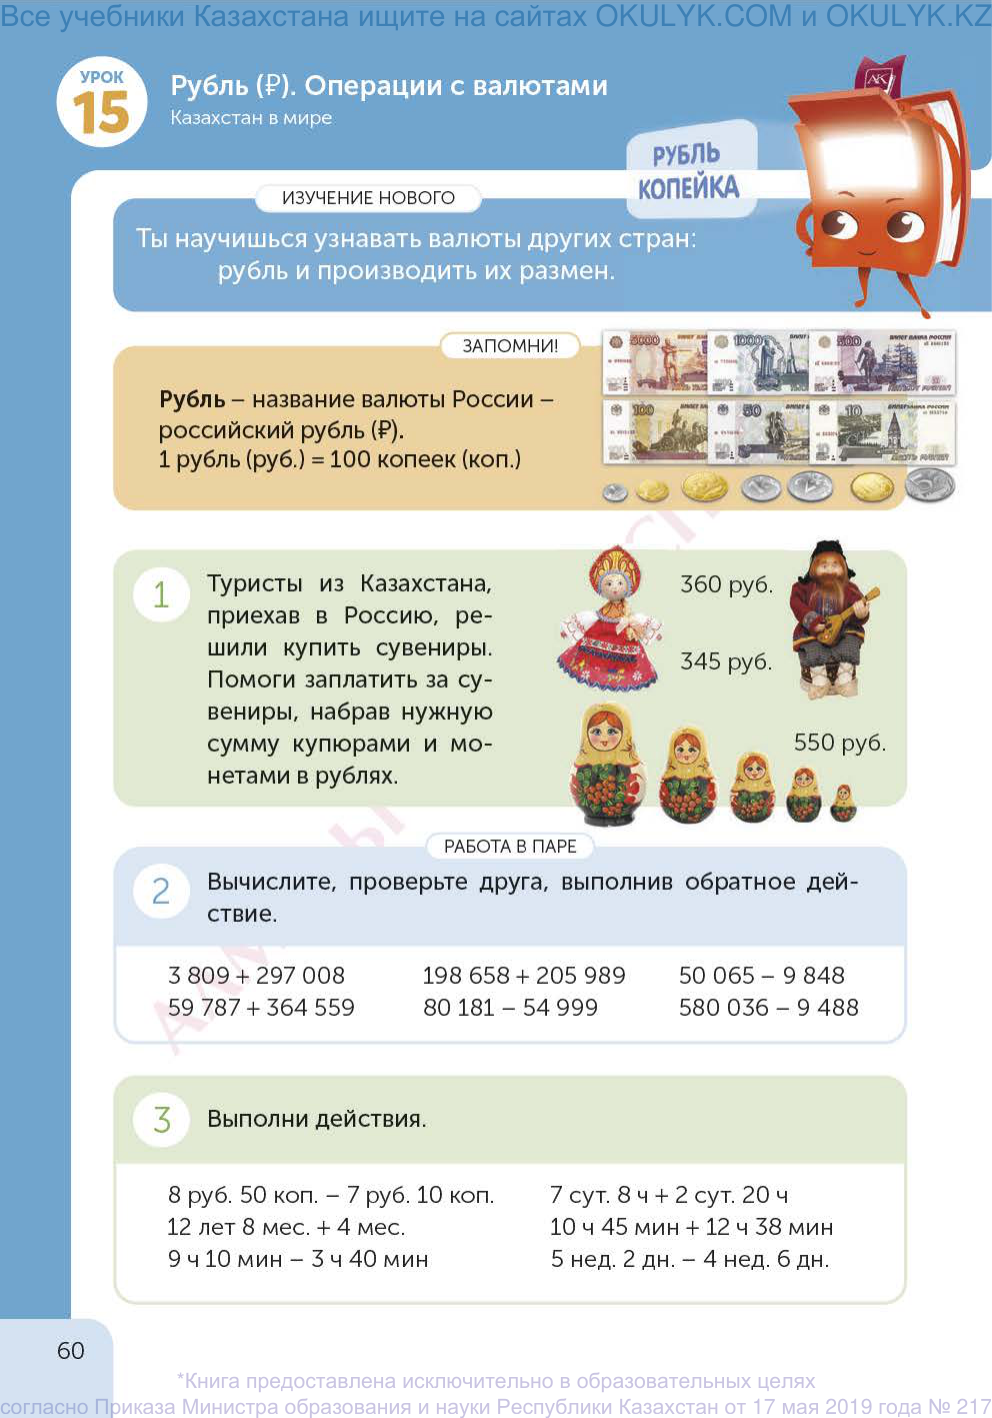 Все учебники Казахстана ищите на сайтах OKULYK.COM и OKULYK.KZ
УРОК
15
Рубль (₽). Операции с валютами
Казахстан в мире
РУБЛЬ
КОПЕЙКА
ИЗУЧЕНИЕ НОВОГО
Ты научишься узнавать валюты других стран:
рубль и производить их размен.
ЗАПОМНИ!
Рубль – название валюты России –
российский рубль (₽).
1 рубль (руб.) = 100 копеек (коп.)
5000
1000
500
100
50
10
1
Туристы из Казахстана,
приехав в Россию, ре-
шили купить сувениры.
Помоги заплатить за су-
вениры, набрав нужную
сумму купюрами и мо-
нетами в рублях.
360 руб.
345 руб.
550 руб.
РАБОТА В ПАРЕ
2
Вычислите, проверьте друга, выполнив обратное дей-
ствие.
3 809 + 297 008
198 658 + 205 989
50 065 – 9 848
59 787 + 364 559
80 181 – 54 999
580 036 – 9 488
3
Выполни действия.
8 руб. 50 коп. – 7 руб. 10 коп.
7 сут. 8 ч + 2 сут. 20 ч
12 лет 8 мес. + 4 мес.
10 ч 45 мин + 12 ч 38 мин
9 ч 10 мин – 3 ч 40 мин
5 нед. 2 дн. – 4 нед. 6 дн.
60
*Книга предоставлена исключительно в образовательных целях
согласно Приказа Министра образования и науки Республики Казахстан от 17 мая 2019 года № 217